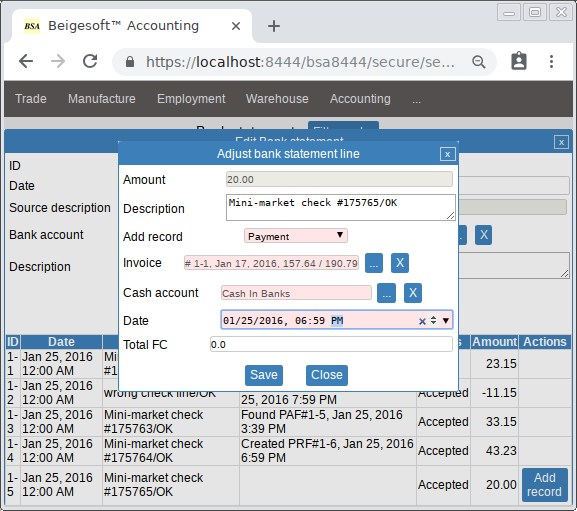 BSA Beigesoft™ Accounting
https://localhost:8444/bsa8444/secure/se...
Trade Manufacture Employment Warehouse Accounting ...
Edit Bank statement x
Adjust bank statement line x
ID
Date
Source description
Bank account X
Description
Amount 20.00
Description Mini-market check #175765/OK
Add record Payment
Invoice # 1-1, Jan 17, 2016, 157.64 / 190.79 ... X
Cash account Cash In Banks ... X
Date 01/25/2016, 06:59 PM
Total FC 0.0
Save Close
ID Date Amount Actions
1-1 Jan 25, 2016 12:00 AM 23.15
1-2 Jan 25, 2016 12:00 AM wrong check line/OK 25, 2016 7:59 PM Accepted -11.15
1-3 Jan 25, 2016 12:00 AM Mini-market check #175763/OK Found PAF#1-5, Jan 25, 2016 3:39 PM Accepted 33.15
1-4 Jan 25, 2016 12:00 AM Mini-market check #175764/OK Created PRF#1-6, Jan 25, 2016 6:59 PM Accepted 43.23
1-5 Jan 25, 2016 12:00 AM Mini-market check #175765/OK Accepted 20.00 Add record